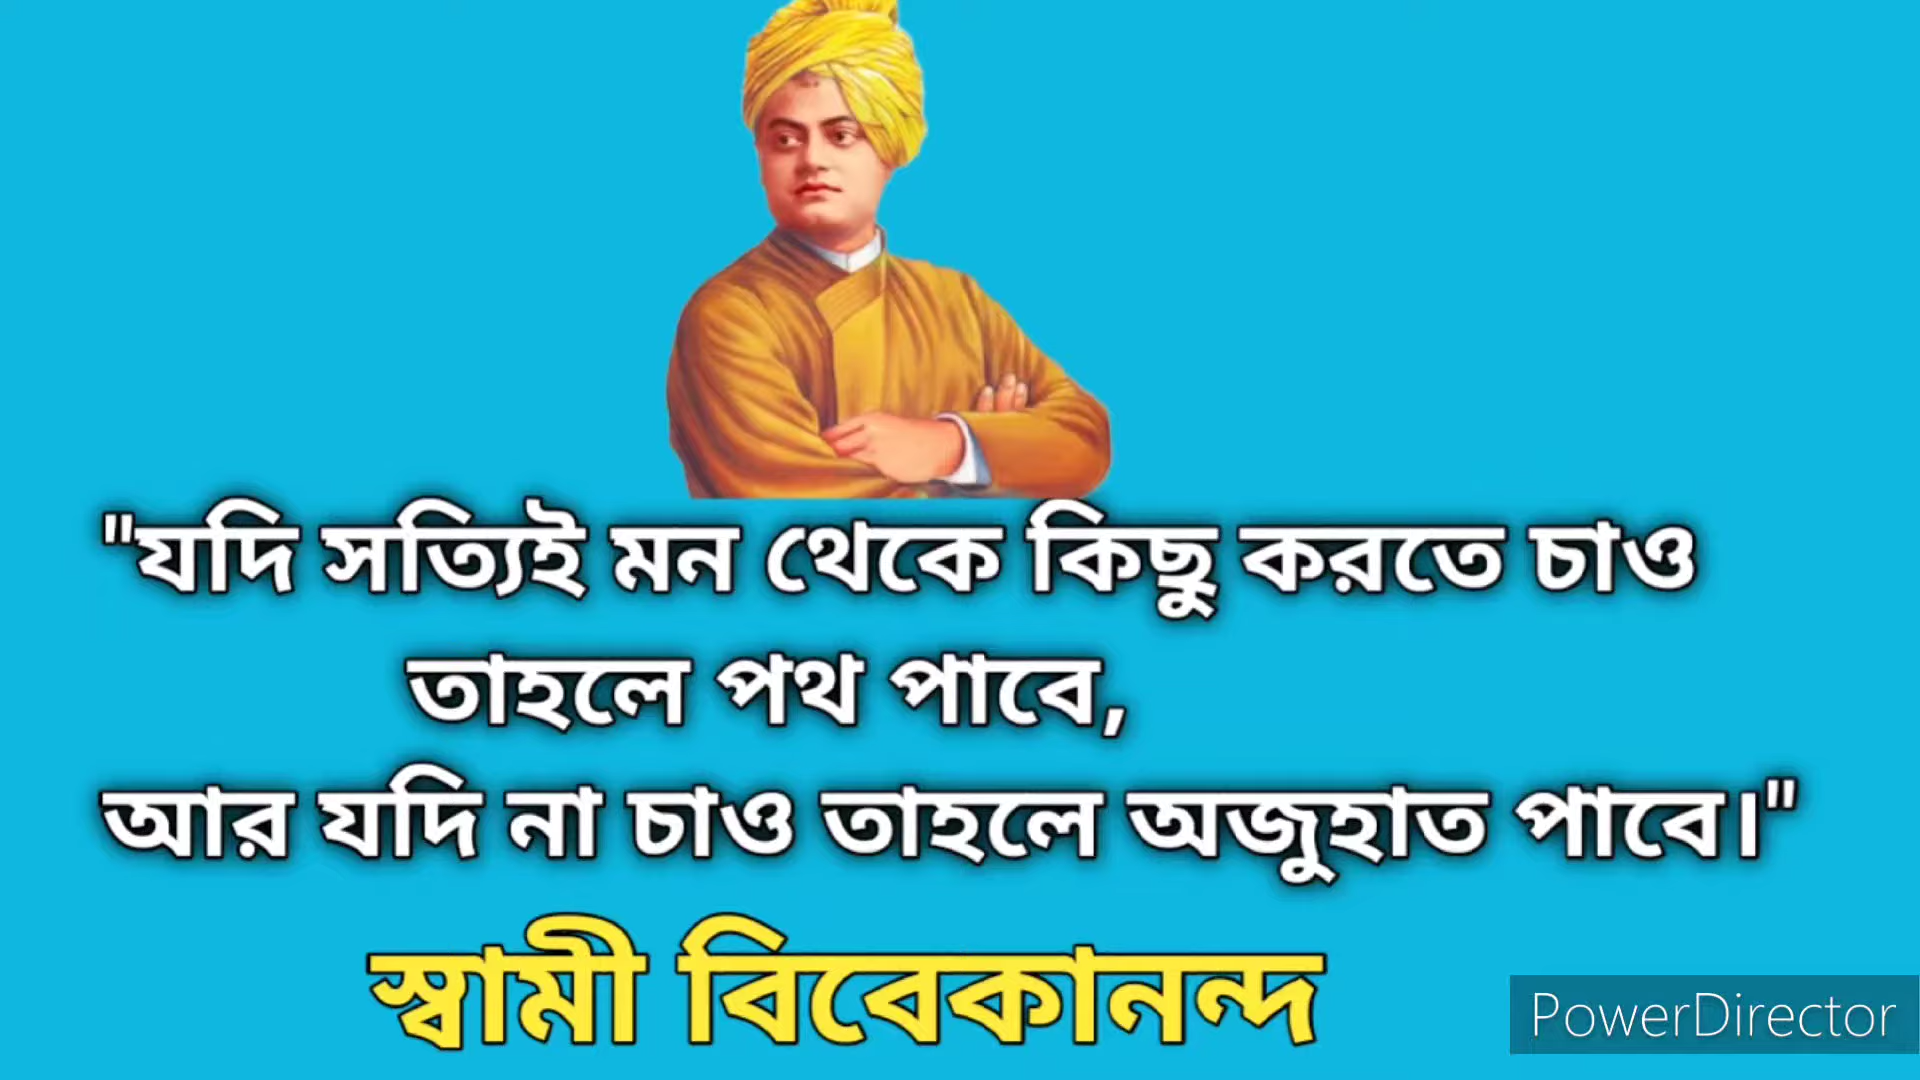 "যদি সত্যিই মন থেকে কিছু করতে চাও
তাহলে পথ পাবে,
আর যদি না চাও তাহলে অজুহাত পাবে।"
স্বামী বিবেকানন্দ
PowerDirector